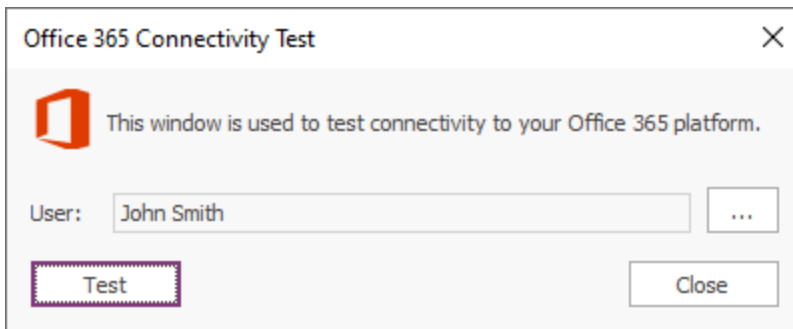 Office 365 Connectivity Test
This window is used to test connectivity to your Office 365 platform.
User: John Smith ...
Test Close